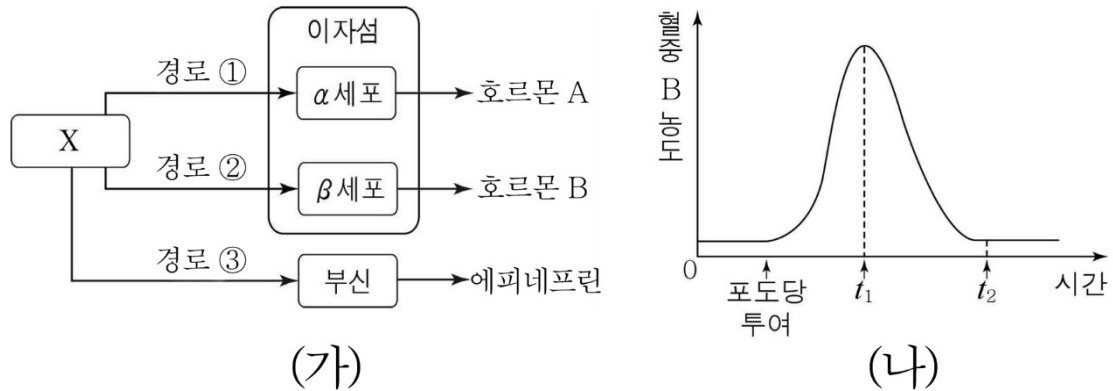 이자섬
경로 ①
α세포
호르몬 A
X
경로 ②
β세포
호르몬 B
경로 ③
부신
에피네프린
(가)
혈중 B 농도
0
포도당
투여
t₁
t₂
시간
(나)